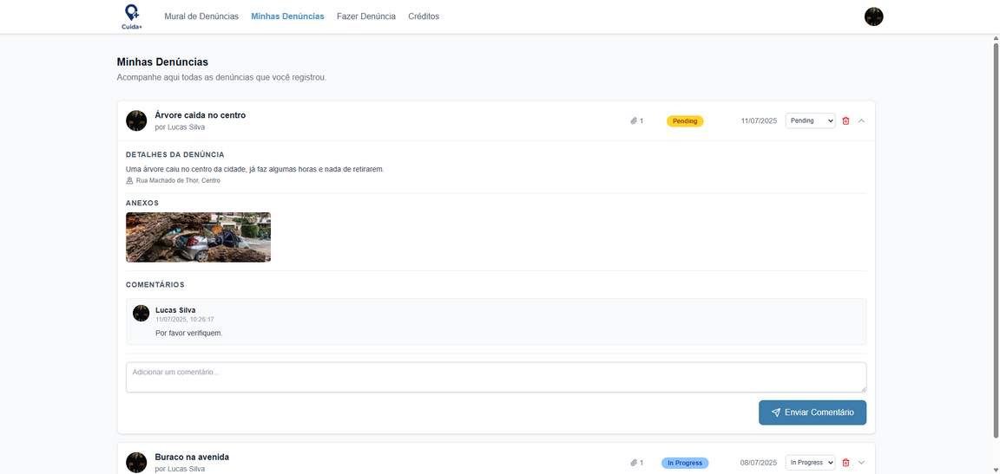 Cuida+
Mural de Denúncias
Minhas Denúncias
Fazer Denúncia
Créditos
Minhas Denúncias
Acompanhe aqui todas as denúncias que você registrou.
Árvore caida no centro
por Lucas Silva
1
Pending
11/07/2025
Pending
DETALHES DA DENÚNCIA
Uma árvore caiu no centro da cidade, já faz algumas horas e nada de retirarem.
Rua Machado de Thor, Centro
ANEXOS
COMENTÁRIOS
Lucas Silva
11/07/2025, 10:26:17
Por favor verifiquem.
Adicionar um comentário...
Enviar Comentário
Buraco na avenida
por Lucas Silva
1
In Progress
08/07/2025
In Progress